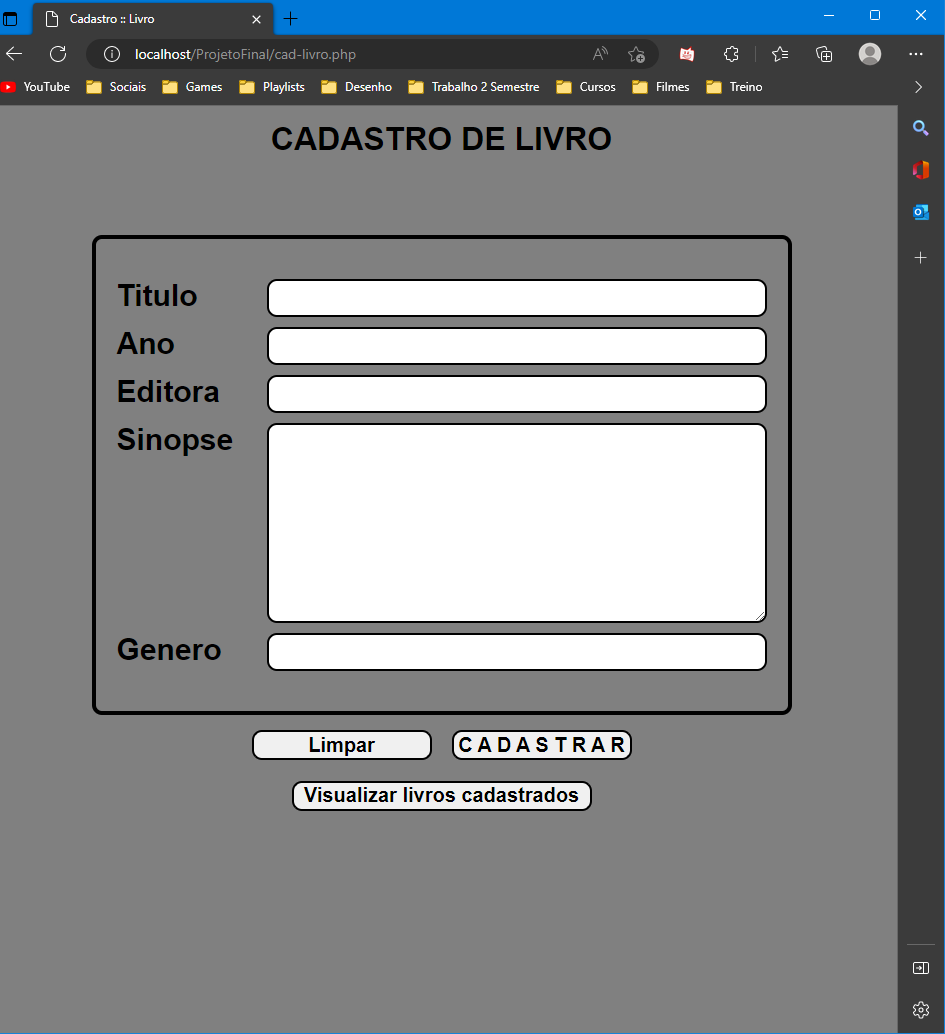 Cadastro :: Livro
localhost/ProjetoFinal/cad-livro.php
YouTube Sociais Games Playlists Desenho Trabalho 2 Semestre Cursos Filmes Treino
CADASTRO DE LIVRO
Titulo
Ano
Editora
Sinopse
Genero
Limpar C A D A S T R A R
Visualizar livros cadastrados